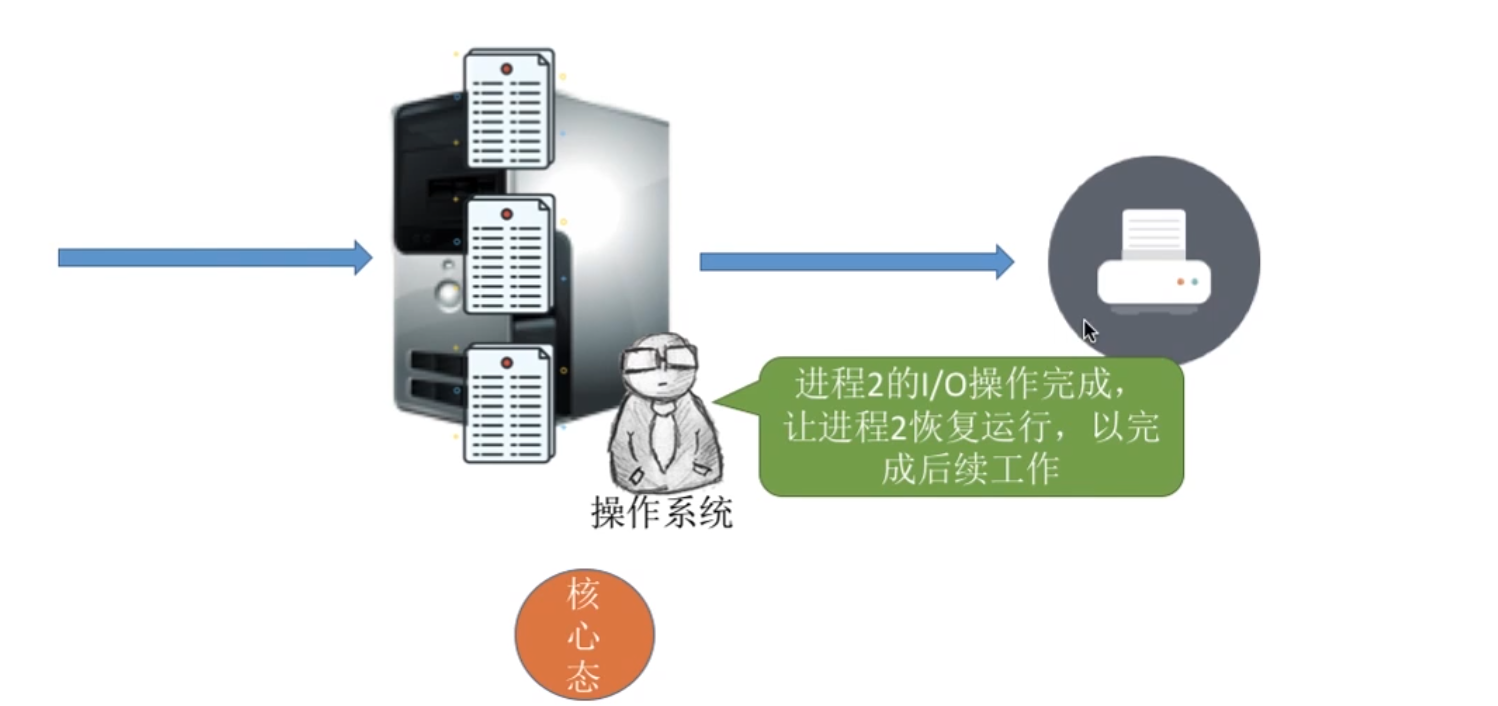 进程2的I/O操作完成，
让进程2恢复运行，以完
成后续工作
操作系统
核
心
态